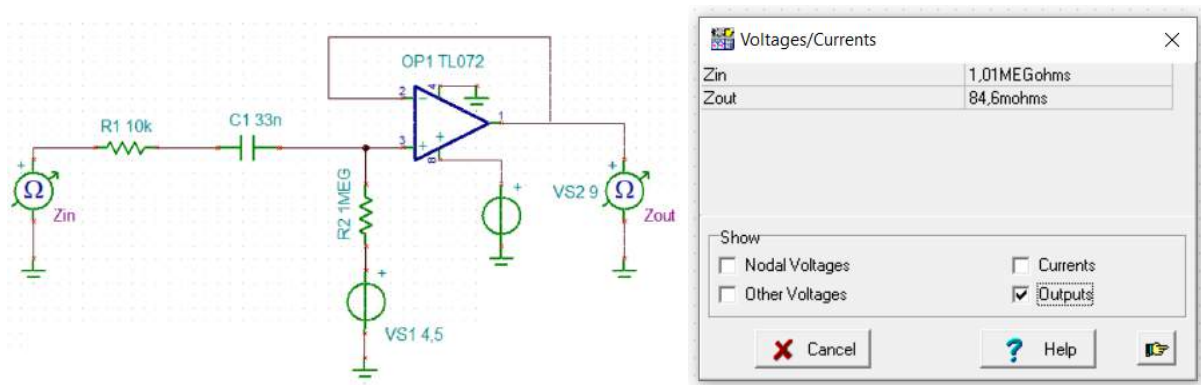 OP1 TL072
4
2
1
R1 10k
C1 33n
3
8
Ω
Zin
R2 1MEG
VS2 9
Ω
Zout
VS1 4,5
Voltages/Currents
Zin 1,01MEGohms
Zout 84,6mohms
Show
Nodal Voltages Currents
Other Voltages Outputs
Cancel ? Help